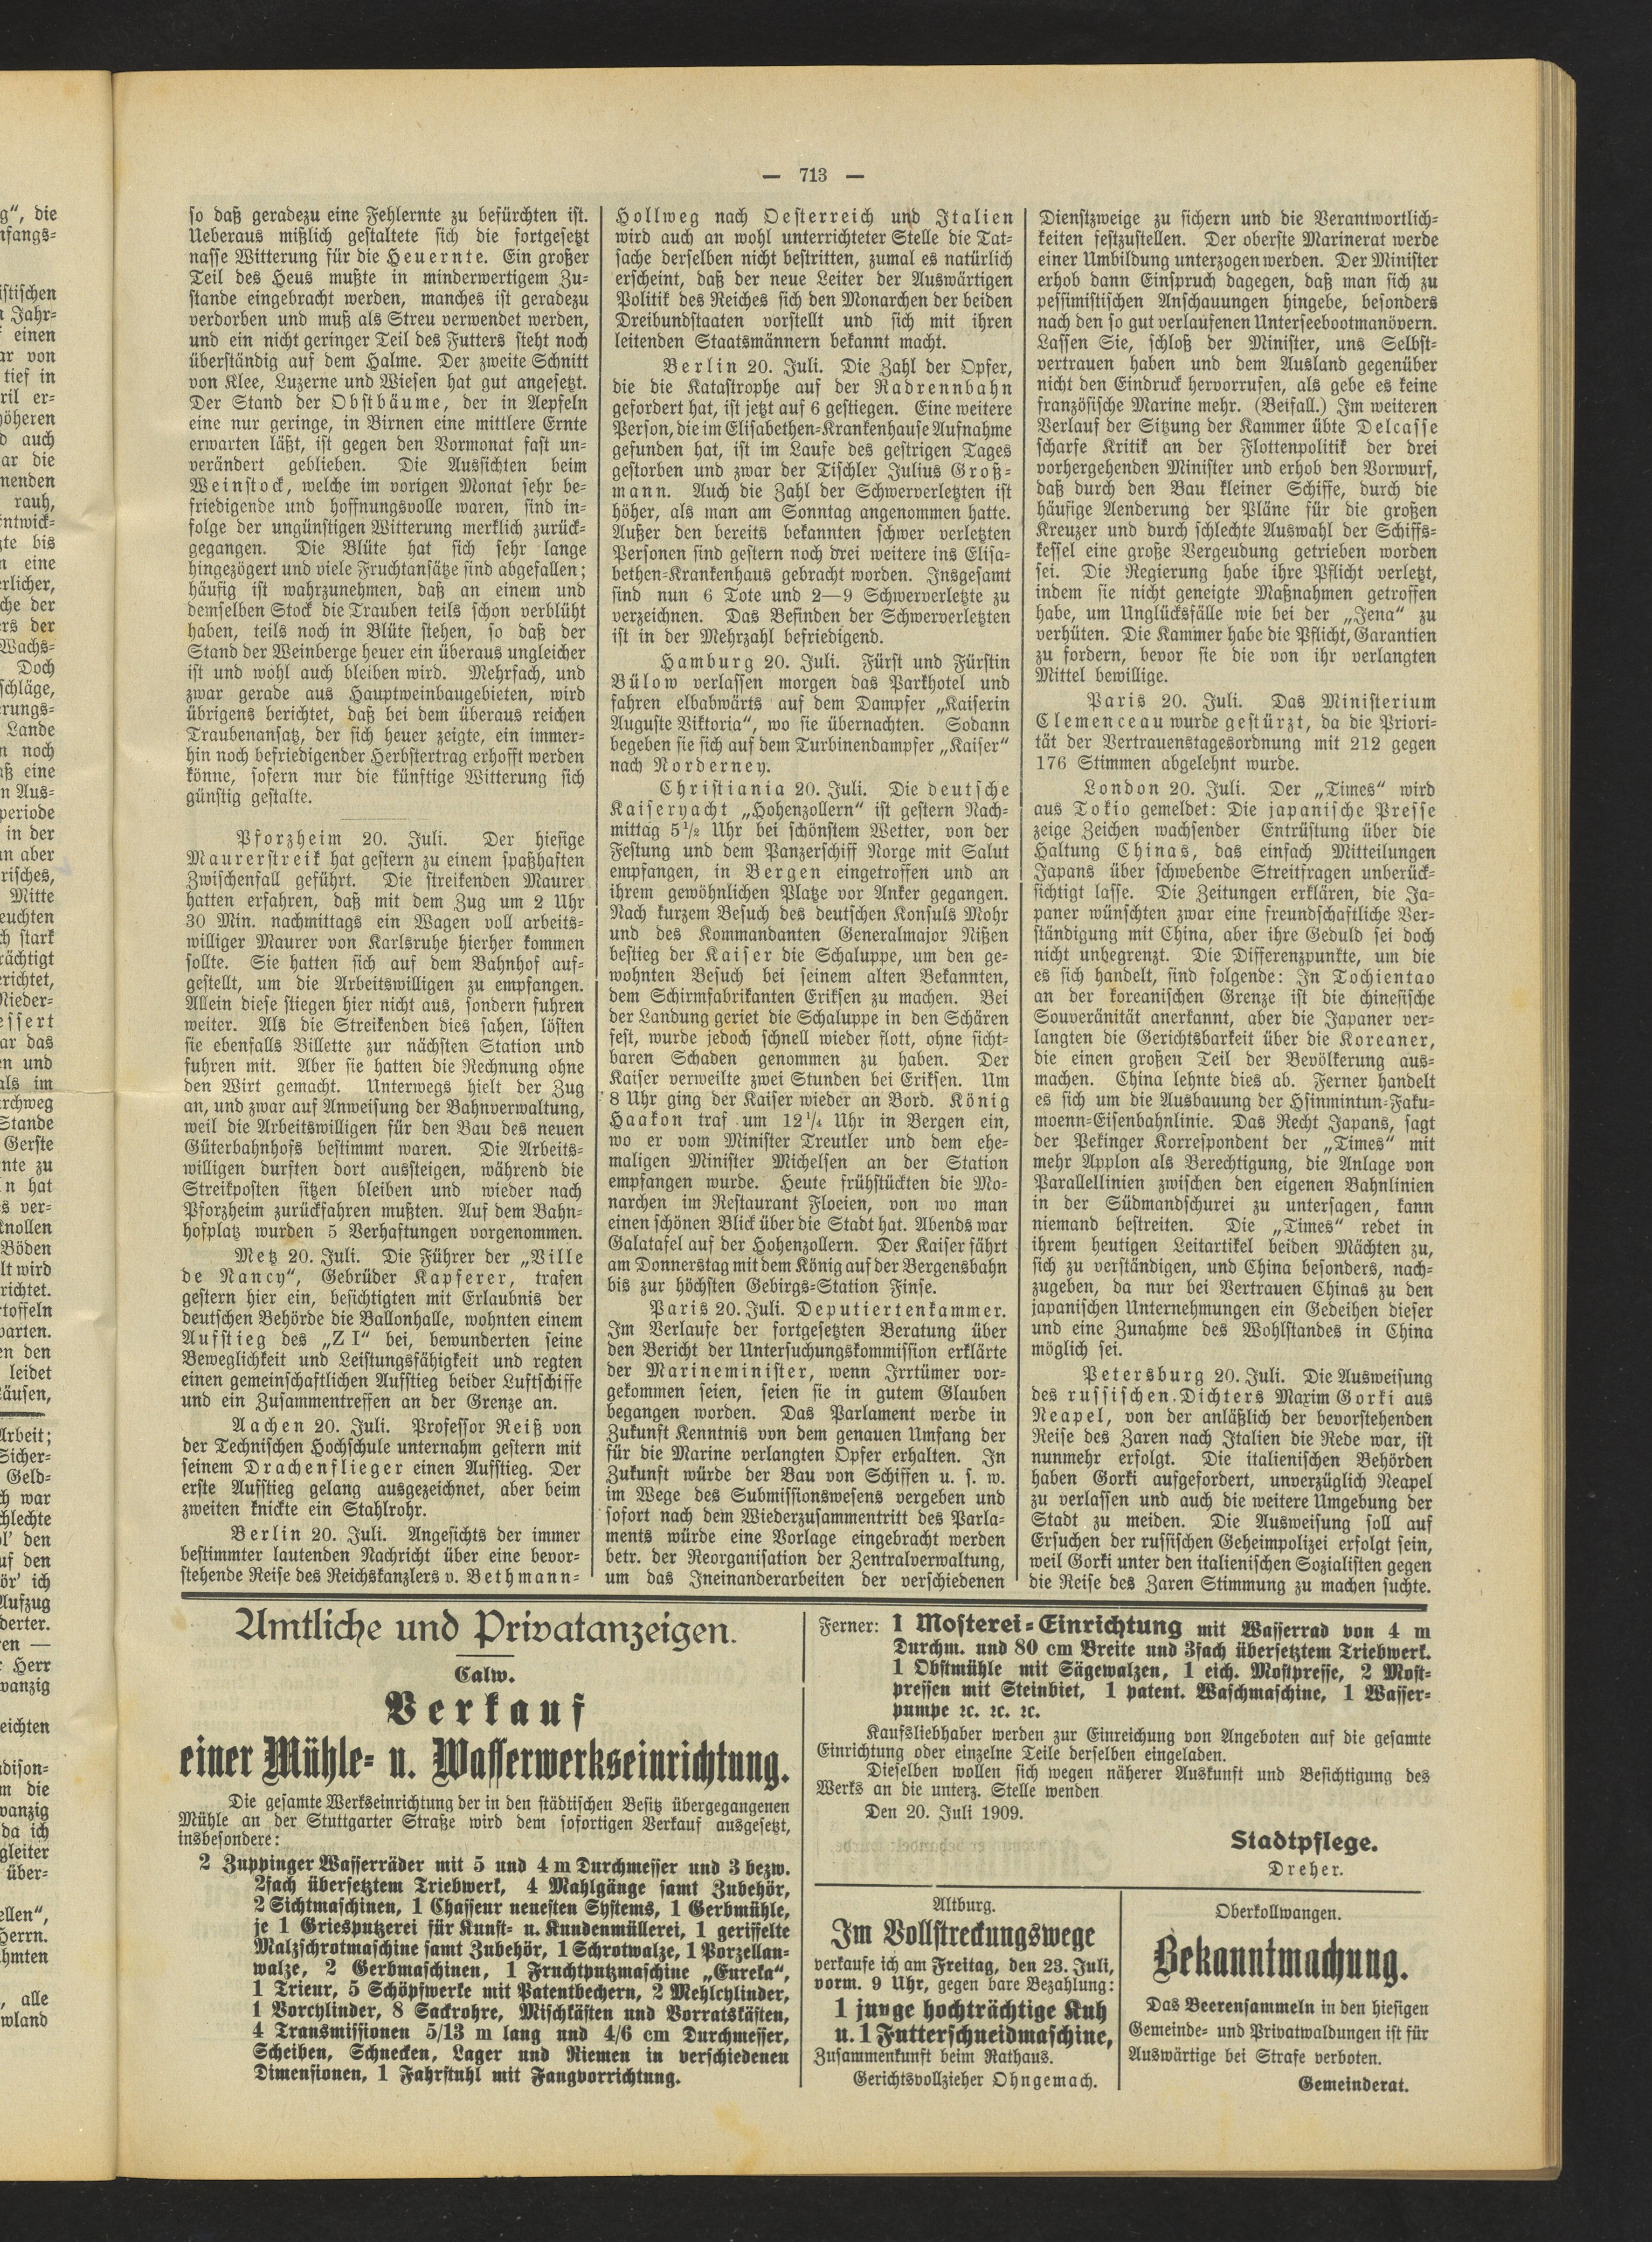 — 713 —
so daß geradezu eine Fehlernte zu befürchten ist.
Ueberaus mißlich gestaltete sich die fortgesetzt
nasse Witterung für die Heuernte. Ein großer
Teil des Heus mußte in minderwertigem Zu-
stande eingebracht werden, manches ist geradezu
verdorben und muß als Streu verwendet werden,
und ein nicht geringer Teil des Futters steht noch
überständig auf dem Halme. Der zweite Schnitt
von Klee, Luzerne und Wiesen hat gut angesetzt.
Der Stand der Obstbäume, der in Aepfeln
eine nur geringe, in Birnen eine mittlere Ernte
erwarten läßt, ist gegen den Vormonat fast un-
verändert geblieben. Die Aussichten beim
Weinstock, welche im vorigen Monat sehr be-
friedigende und hoffnungsvolle waren, sind in-
folge der ungünstigen Witterung merklich zurück-
gegangen. Die Blüte hat sich sehr lange
hingezögert und viele Fruchtansätze sind abgefallen;
häufig ist wahrzunehmen, daß an einem und
demselben Stock die Trauben teils schon verblüht
haben, teils noch in Blüte stehen, so daß der
Stand der Weinberge heuer ein überaus ungleicher
ist und wohl auch bleiben wird. Mehrfach, und
zwar gerade aus Hauptweinbaugebieten, wird
übrigens berichtet, daß bei dem überaus reichen
Traubenansatz, der sich heuer zeigte, ein immer-
hin noch befriedigender Herbstertrag erhofft werden
könne, sofern nur die künftige Witterung sich
günstig gestalte.
Pforzheim 20. Juli. Der hiesige
Maurerstreik hat gestern zu einem spaßhaften
Zwischenfall geführt. Die streikenden Maurer
hatten erfahren, daß mit dem Zug um 2 Uhr
30 Min. nachmittags ein Wagen voll arbeits-
williger Maurer von Karlsruhe hierher kommen
sollte. Sie hatten sich auf dem Bahnhof auf-
gestellt, um die Arbeitswilligen zu empfangen.
Allein diese stiegen hier nicht aus, sondern fuhren
weiter. Als die Streikenden dies sahen, lösten
sie ebenfalls Billette zur nächsten Station und
fuhren mit. Aber sie hatten die Rechnung ohne
den Wirt gemacht. Unterwegs hielt der Zug
an, und zwar auf Anweisung der Bahnverwaltung,
weil die Arbeitswilligen für den Bau des neuen
Güterbahnhofs bestimmt waren. Die Arbeits-
willigen durften dort aussteigen, während die
Streikposten sitzen bleiben und wieder nach
Pforzheim zurückfahren mußten. Auf dem Bahn-
hofplatz wurden 5 Verhaftungen vorgenommen.
Metz 20. Juli. Die Führer der „Ville
de Nancy“, Gebrüder Kapferer, trafen
gestern hier ein, besichtigten mit Erlaubnis der
deutschen Behörde die Ballonhalle, wohnten einem
Aufstieg des „Z I“ bei, bewunderten seine
Beweglichkeit und Leistungsfähigkeit und regten
einen gemeinschaftlichen Aufstieg beider Luftschiffe
und ein Zusammentreffen an der Grenze an.
Aachen 20. Juli. Professor Reiß von
der Technischen Hochschule unternahm gestern mit
seinem Drachenflieger einen Aufstieg. Der
erste Aufstieg gelang ausgezeichnet, aber beim
zweiten knickte ein Stahlrohr.
Berlin 20. Juli. Angesichts der immer
bestimmter lautenden Nachricht über eine bevor-
stehende Reise des Reichskanzlers v. Bethmann-
Hollweg nach Oesterreich und Italien
wird auch an wohl unterrichteter Stelle die Tat-
sache derselben nicht bestritten, zumal es natürlich
erscheint, daß der neue Leiter der Auswärtigen
Politik des Reiches sich den Monarchen der beiden
Dreibundstaaten vorstellt und sich mit ihren
leitenden Staatsmännern bekannt macht.
Berlin 20. Juli. Die Zahl der Opfer,
die die Katastrophe auf der Radrennbahn
gefordert hat, ist jetzt auf 6 gestiegen. Eine weitere
Person, die im Elisabethen-Krankenhause Aufnahme
gefunden hat, ist im Laufe des gestrigen Tages
gestorben und zwar der Tischler Julius Groß-
mann. Auch die Zahl der Schwerverletzten ist
höher, als man am Sonntag angenommen hatte.
Außer den bereits bekannten schwer verletzten
Personen sind gestern noch drei weitere ins Elisa-
bethen-Krankenhaus gebracht worden. Insgesamt
sind nun 6 Tote und 2—9 Schwerverletzte zu
verzeichnen. Das Befinden der Schwerverletzten
ist in der Mehrzahl befriedigend.
Hamburg 20. Juli. Fürst und Fürstin
Bülow verlassen morgen das Parkhotel und
fahren elbabwärts auf dem Dampfer „Kaiserin
Auguste Viktoria“, wo sie übernachten. Sodann
begeben sie sich auf dem Turbinendampfer „Kaiser“
nach Norderney.
Christiania 20. Juli. Die deutsche
Kaiseryacht „Hohenzollern“ ist gestern Nach-
mittag 5½ Uhr bei schönstem Wetter, von der
Festung und dem Panzerschiff Norge mit Salut
empfangen, in Bergen eingetroffen und an
ihrem gewöhnlichen Platze vor Anker gegangen.
Nach kurzem Besuch des deutschen Konsuls Mohr
und des Kommandanten Generalmajor Nißen
bestieg der Kaiser die Schaluppe, um den ge-
wohnten Besuch bei seinem alten Bekannten,
dem Schirmfabrikanten Eriksen zu machen. Bei
der Landung geriet die Schaluppe in den Schären
fest, wurde jedoch schnell wieder flott, ohne sicht-
baren Schaden genommen zu haben. Der
Kaiser verweilte zwei Stunden bei Eriksen. Um
8 Uhr ging der Kaiser wieder an Bord. König
Haakon traf um 12¼ Uhr in Bergen ein,
wo er vom Minister Treutler und dem ehe-
maligen Minister Michelsen an der Station
empfangen wurde. Heute frühstückten die Mo-
narchen im Restaurant Floeien, von wo man
einen schönen Blick über die Stadt hat. Abends war
Galatafel auf der Hohenzollern. Der Kaiser fährt
am Donnerstag mit dem König auf der Bergensbahn
bis zur höchsten Gebirgs-Station Finse.
Paris 20. Juli. Deputiertenkammer.
Im Verlaufe der fortgesetzten Beratung über
den Bericht der Untersuchungskommission erklärte
der Marineminister, wenn Irrtümer vor-
gekommen seien, seien sie in gutem Glauben
begangen worden. Das Parlament werde in
Zukunft Kenntnis von dem genauen Umfang der
für die Marine verlangten Opfer erhalten. In
Zukunft würde der Bau von Schiffen u. s. w.
im Wege des Submissionswesens vergeben und
sofort nach dem Wiederzusammentritt des Parla-
ments würde eine Vorlage eingebracht werden
betr. der Reorganisation der Zentralverwaltung,
um das Ineinanderarbeiten der verschiedenen
Dienstzweige zu sichern und die Verantwortlich-
keiten festzustellen. Der oberste Marinerat werde
einer Umbildung unterzogen werden. Der Minister
erhob dann Einspruch dagegen, daß man sich zu
pessimistischen Anschauungen hingebe, besonders
nach den so gut verlaufenen Unterseebootmanövern.
Lassen Sie, schloß der Minister, uns Selbst-
vertrauen haben und dem Ausland gegenüber
nicht den Eindruck hervorrufen, als gebe es keine
französische Marine mehr. (Beifall.) Im weiteren
Verlauf der Sitzung der Kammer übte Delcasse
scharfe Kritik an der Flottenpolitik der drei
vorhergehenden Minister und erhob den Vorwurf,
daß durch den Bau kleiner Schiffe, durch die
häufige Aenderung der Pläne für die großen
Kreuzer und durch schlechte Auswahl der Schiffs-
kessel eine große Vergeudung getrieben worden
sei. Die Regierung habe ihre Pflicht verletzt,
indem sie nicht geneigte Maßnahmen getroffen
habe, um Unglücksfälle wie bei der „Jena“ zu
verhüten. Die Kammer habe die Pflicht, Garantien
zu fordern, bevor sie die von ihr verlangten
Mittel bewillige.
Paris 20. Juli. Das Ministerium
Clemenceau wurde gestürzt, da die Priori-
tät der Vertrauenstagesordnung mit 212 gegen
176 Stimmen abgelehnt wurde.
London 20. Juli. Der „Times“ wird
aus Tokio gemeldet: Die japanische Presse
zeige Zeichen wachsender Entrüstung über die
Haltung Chinas, das einfach Mitteilungen
Japans über schwebende Streitfragen unberück-
sichtigt lasse. Die Zeitungen erklären, die Ja-
paner wünschten zwar eine freundschaftliche Ver-
ständigung mit China, aber ihre Geduld sei doch
nicht unbegrenzt. Die Differenzpunkte, um die
es sich handelt, sind folgende: In Tochientao
an der koreanischen Grenze ist die chinesische
Souveränität anerkannt, aber die Japaner ver-
langten die Gerichtsbarkeit über die Koreaner,
die einen großen Teil der Bevölkerung aus-
machen. China lehnte dies ab. Ferner handelt
es sich um die Ausbauung der Hsimmintun-Faku-
moenn-Eisenbahnlinie. Das Recht Japans, sagt
der Pekinger Korrespondent der „Times“ mit
mehr Applon als Berechtigung, die Anlage von
Parallellinien zwischen den eigenen Bahnlinien
in der Südmandschurei zu untersagen, kann
niemand bestreiten. Die „Times“ redet in
ihrem heutigen Leitartikel beiden Mächten zu,
sich zu verständigen, und China besonders, nach-
zugeben, da nur bei Vertrauen Chinas zu den
japanischen Unternehmungen ein Gedeihen dieser
und eine Zunahme des Wohlstandes in China
möglich sei.
Petersburg 20. Juli. Die Ausweisung
des russischen Dichters Maxim Gorki aus
Neapel, von der anläßlich der bevorstehenden
Reise des Zaren nach Italien die Rede war, ist
nunmehr erfolgt. Die italienischen Behörden
haben Gorki aufgefordert, unverzüglich Neapel
zu verlassen und auch die weitere Umgebung der
Stadt zu meiden. Die Ausweisung soll auf
Ersuchen der russischen Geheimpolizei erfolgt sein,
weil Gorki unter den italienischen Sozialisten gegen
die Reise des Zaren Stimmung zu machen suchte.
Amtliche und Privatanzeigen.
Calw.
Verkauf
einer Mühle- u. Wasserwerkseinrichtung.
Die gesamte Werkseinrichtung der in den städtischen Besitz übergegangenen
Mühle an der Stuttgarter Straße wird dem sofortigen Verkauf ausgesetzt,
insbesondere:
2 Zuppinger Wasserräder mit 5 und 4 m Durchmesser und 3 bezw.
2fach übersetztem Triebwerk, 4 Mahlgänge samt Zubehör,
2 Sichtmaschinen, 1 Chasseur neuesten Systems, 1 Gerbmühle,
je 1 Griesputzerei für Kunst- u. Kundenmüllerei, 1 geriffelte
Malzschrotmaschine samt Zubehör, 1 Schrotwalze, 1 Porzellan-
walze, 2 Gerbmaschinen, 1 Fruchtputzmaschine „Eureka“,
1 Trieur, 5 Schöpfwerke mit Patentbechern, 2 Mehlcylinder,
1 Vorcylinder, 8 Sackrohre, Mischkästen und Vorratskästen,
4 Transmissionen 5/13 m lang und 4/6 cm Durchmesser,
Scheiben, Schnecken, Lager und Riemen in verschiedenen
Dimensionen, 1 Fahrstuhl mit Fangvorrichtung.
Ferner: 1 Mosterei-Einrichtung mit Wasserrad von 4 m
Durchm. und 80 cm Breite und 3fach übersetztem Triebwerk.
1 Obstmühle mit Sägewalzen, 1 eich. Mostpresse, 2 Most-
pressen mit Steinbiet, 1 patent. Waschmaschine, 1 Wasser-
pumpe ꝛc. ꝛc. ꝛc.
Kaufsliebhaber werden zur Einreichung von Angeboten auf die gesamte
Einrichtung oder einzelne Teile derselben eingeladen.
Dieselben wollen sich wegen näherer Auskunft und Besichtigung des
Werks an die unterz. Stelle wenden
Den 20. Juli 1909.
Stadtpflege.
Dreher.
Altburg.
Im Vollstreckungswege
verkaufe ich am Freitag, den 23. Juli,
vorm. 9 Uhr, gegen bare Bezahlung:
1 junge hochträchtige Kuh
u. 1 Futterschneidmaschine,
Zusammenkunft beim Rathaus.
Gerichtsvollzieher Ohngemach.
Oberkollwangen.
Bekanntmachung.
Das Beerensammeln in den hiesigen
Gemeinde- und Privatwaldungen ist für
Auswärtige bei Strafe verboten.
Gemeinderat.